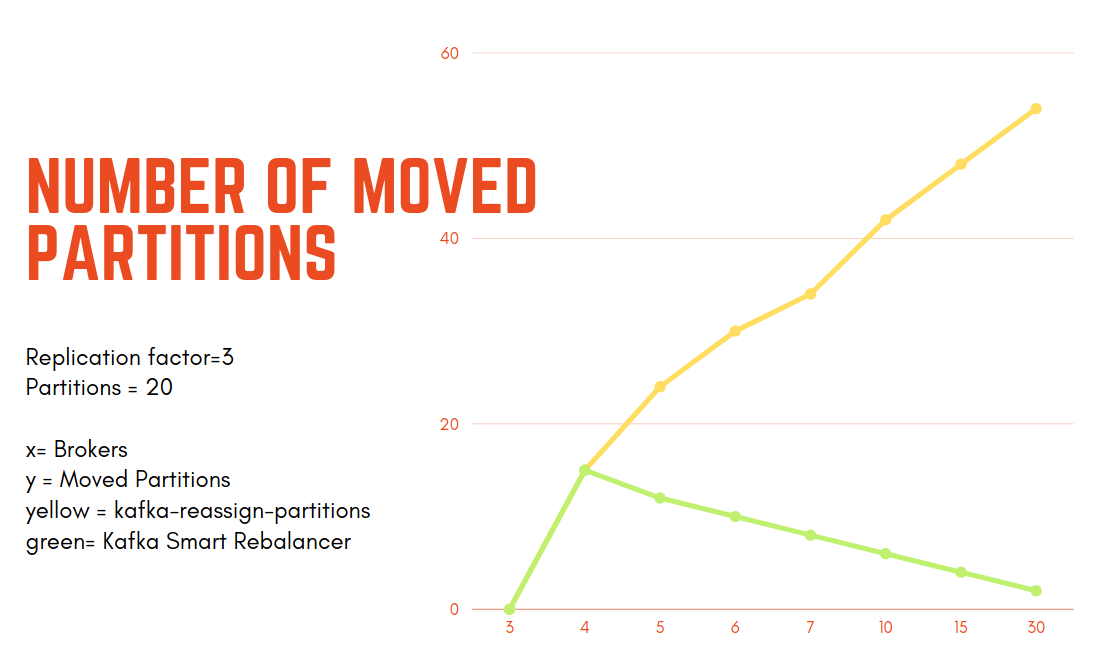 NUMBER OF MOVED
PARTITIONS
Replication factor=3
Partitions = 20
x= Brokers
y = Moved Partitions
yellow = kafka-reassign-partitions
green= Kafka Smart Rebalancer
60
40
20
0
3 4 5 6 7 10 15 30